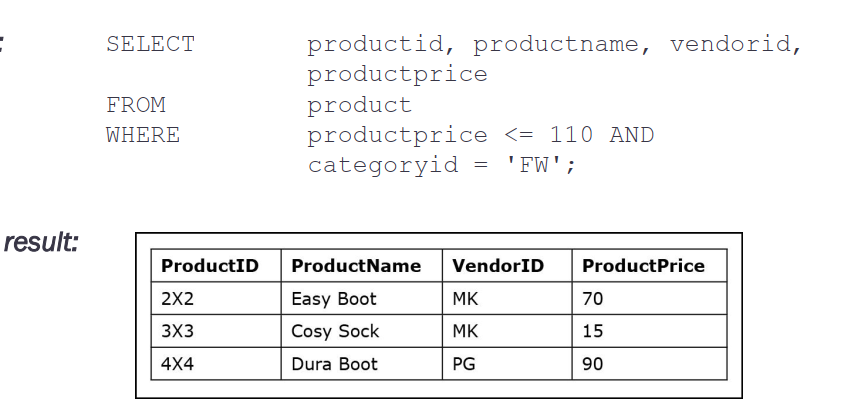 :
SELECT productid, productname, vendorid,
productprice
FROM product
WHERE productprice <= 110 AND
categoryid = 'FW';
result:
ProductID ProductName VendorID ProductPrice
2X2 Easy Boot MK 70
3X3 Cosy Sock MK 15
4X4 Dura Boot PG 90